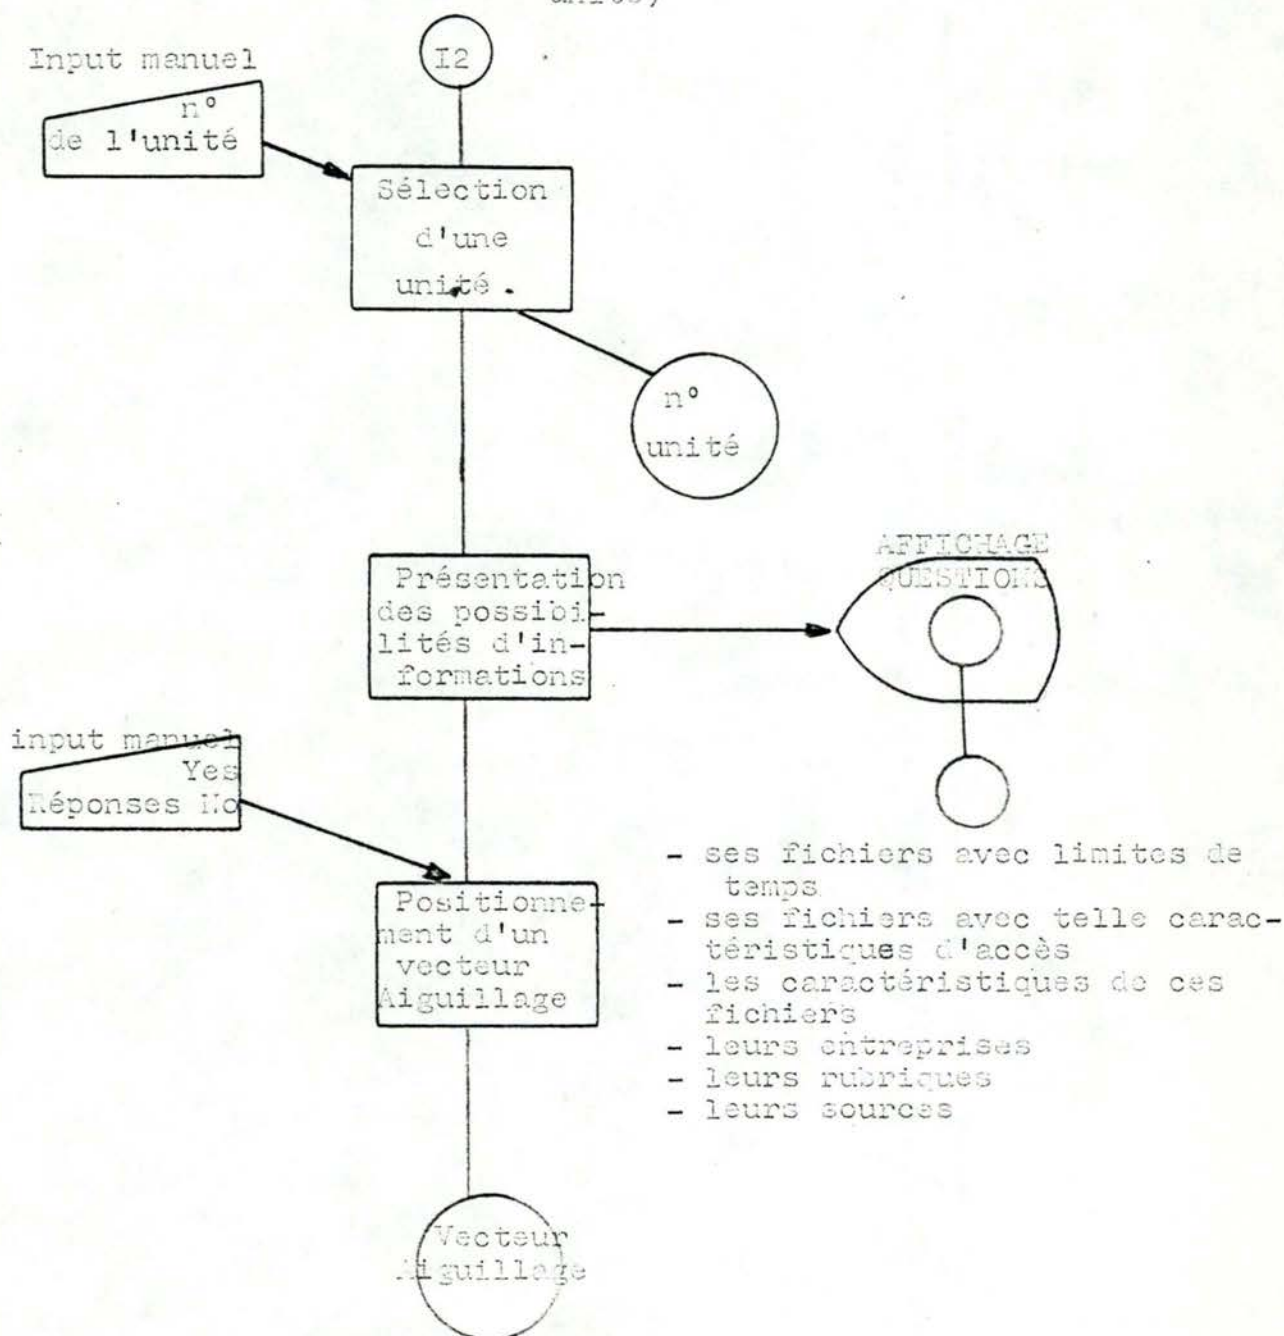 unité)
I2
Input manuel
n°
de l'unité
Sélection
d'une
unité.
n°
unité
Présentation
des possibi-
lités d'in-
formations
AFFICHAGE
QUESTIONS
input manuel
Yes
Réponses No
Positionne-
ment d'un
vecteur
Aiguillage
- ses fichiers avec limites de
temps
- ses fichiers avec telle carac-
téristiques d'accès
- les caractéristiques de ces
fichiers
- leurs entreprises
- leurs rubriques
- leurs sources
Vecteur
Aiguillage